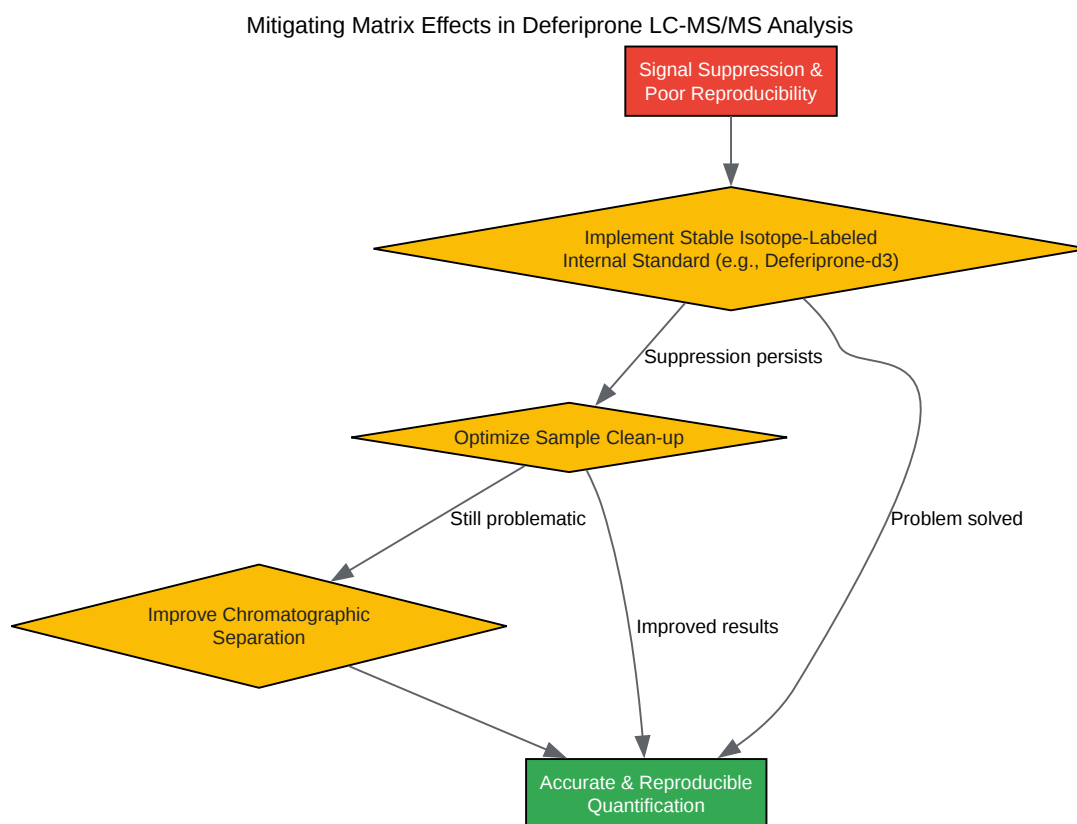 Mitigating Matrix Effects in Deferiprone LC-MS/MS Analysis
Signal Suppression &
Poor Reproducibility
Implement Stable Isotope-Labeled
Internal Standard (e.g., Deferiprone-d3)
Suppression persists
Optimize Sample Clean-up
Still problematic
Problem solved
Improve Chromatographic
Separation
Improved results
Accurate & Reproducible
Quantification